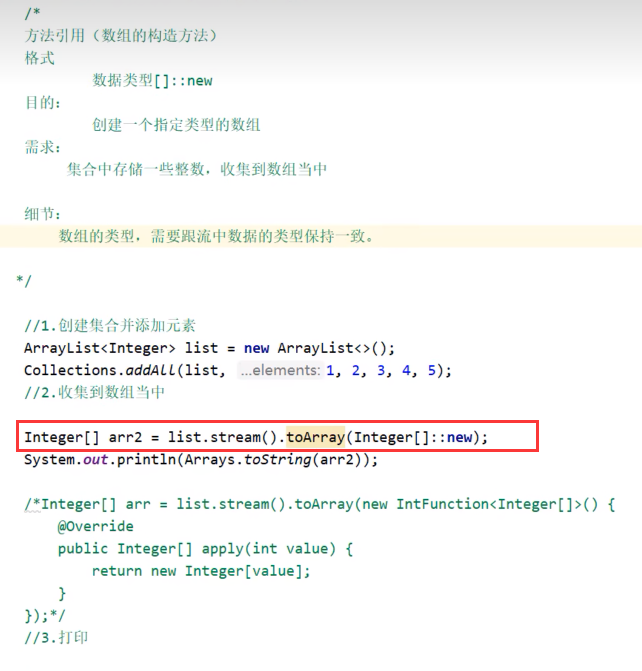 /*
方法引用（数组的构造方法）
格式
数据类型[]::new
目的：
创建一个指定类型的数组
需求：
集合中存储一些整数，收集到数组当中
细节：
数组的类型，需要跟流中数据的类型保持一致。
*/
//1.创建集合并添加元素
ArrayList<Integer> list = new ArrayList<>();
Collections.addAll(list, ...elements: 1, 2, 3, 4, 5);
//2.收集到数组当中
Integer[] arr2 = list.stream().toArray(Integer[]::new);
System.out.println(Arrays.toString(arr2));
/*Integer[] arr = list.stream().toArray(new IntFunction<Integer[]>() {
@Override
public Integer[] apply(int value) {
return new Integer[value];
}
});*/
//3.打印